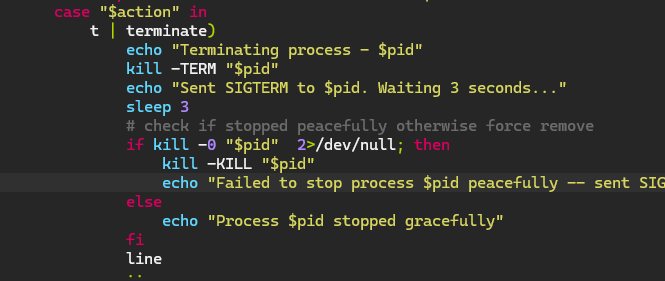 case "$action" in
t | terminate)
echo "Terminating process - $pid"
kill -TERM "$pid"
echo "Sent SIGTERM to $pid. Waiting 3 seconds..."
sleep 3
# check if stopped peacefully otherwise force remove
if kill -0 "$pid"  2>/dev/null; then
kill -KILL "$pid"
echo "Failed to stop process $pid peacefully -- sent SIG
else
echo "Process $pid stopped gracefully"
fi
line